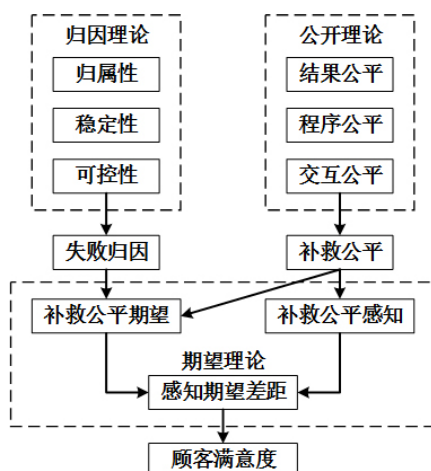 归因理论
公开理论
归属性
结果公平
稳定性
程序公平
可控性
交互公平
失败归因
补救公平
补救公平期望
补救公平感知
期望理论
感知期望差距
顾客满意度